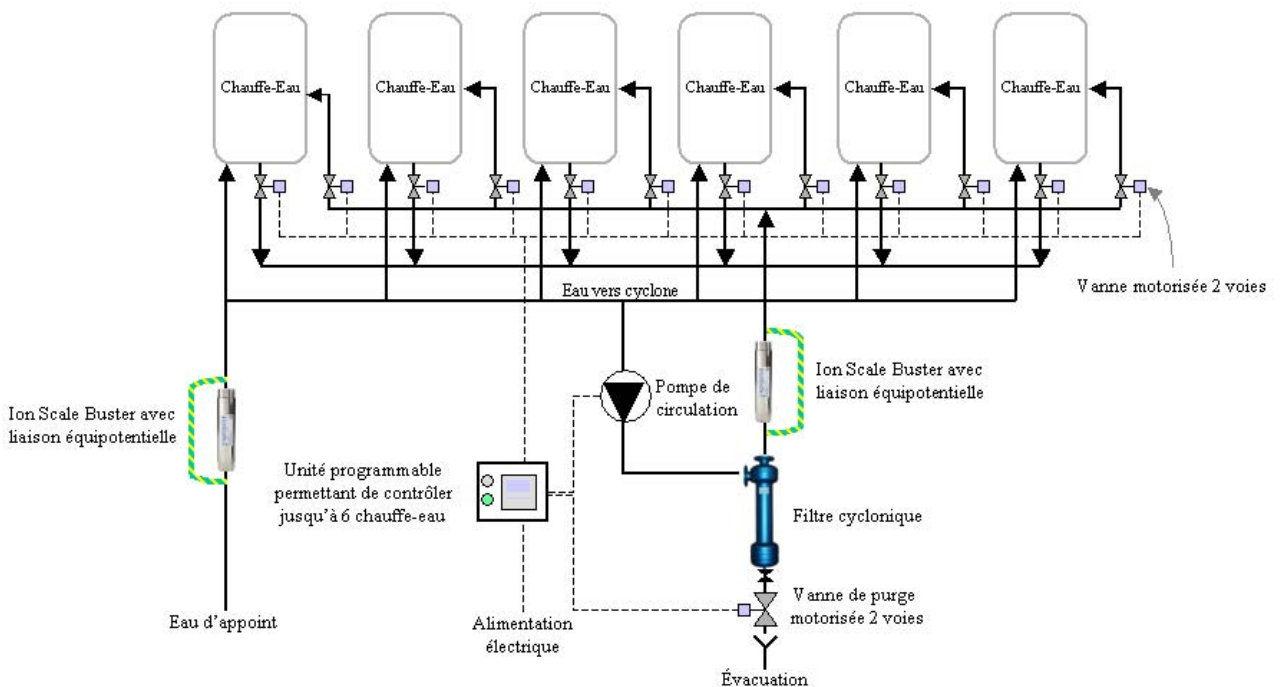 Chauffe-Eau
Chauffe-Eau
Chauffe-Eau
Chauffe-Eau
Chauffe-Eau
Chauffe-Eau
Vanne motorisée 2 voies
Eau vers cyclone
Ion Scale Buster avec
liaison équipotentielle
Pompe de
circulation
Ion Scale Buster avec
liaison équipotentielle
Unité programmable
permettant de contrôler
jusqu'à 6 chauffe-eau
Filtre cyclonique
Eau d'appoint
Alimentation
électrique
Vanne de purge
motorisée 2 voies
Évacuation